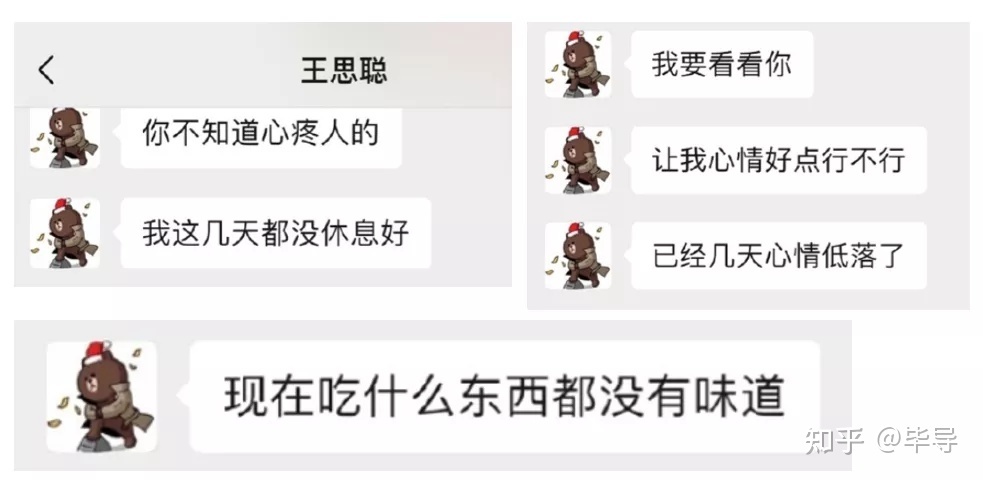 王思聪
你不知道心疼人的
我这几天都没休息好
我要看看你
让我心情好点行不行
已经几天心情低落了
现在吃什么东西都没有味道
知乎 @毕导